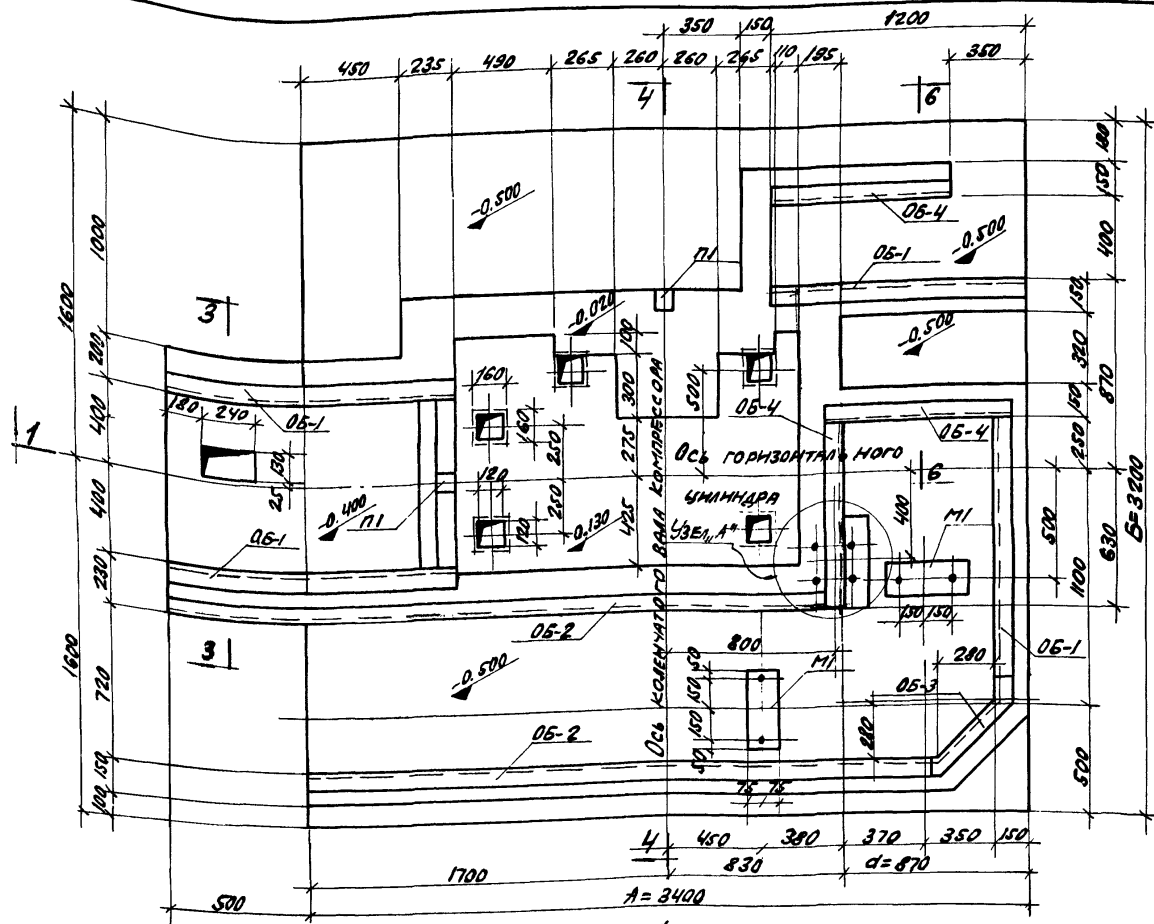 350 150 1200
450 235 490 265 260 260 265 110 195 350
4 6
180
150
-0.500
ОБ-4
400
-0.500
1000
П1
ОБ-1
1600
3
-0.020
150
200
100
-0.500
320
870
160
300
500
ОБ-4
150
180 240
ОБ-1
ОБ-4
400
1
160
250
275
250
Ось горизонтального
130
25
120
6
цилиндра
400
-0.400
П1
120
250
-0.130
425
Узел „А"
400
М1
500
630
Б=3200
ОБ-1
230
150 150
1100
ОБ-2
800
280
ОБ-1
3
Ось коленчатого вала компрессора
М1
-0.500
50
150
150
50
ОБ-3
1600
720
280
ОБ-2
500
75 75
150
100
4 450 380 370 350 150
1700 830 d=870
500 А=3400